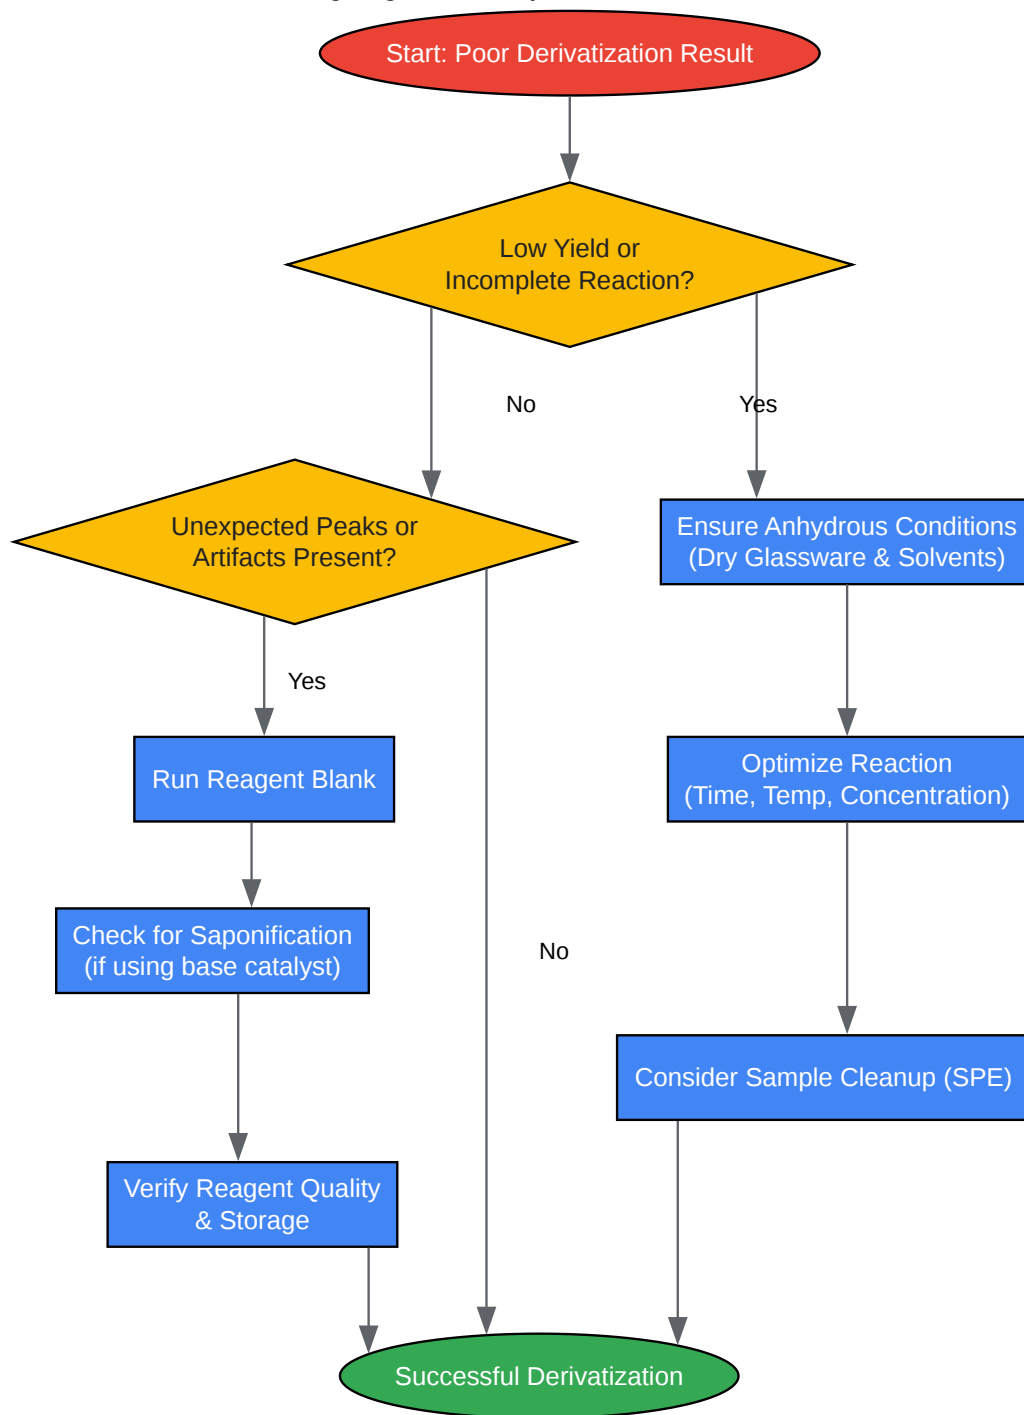 Start: Poor Derivatization Result
Low Yield or
Incomplete Reaction?
No
Yes
Unexpected Peaks or
Artifacts Present?
Ensure Anhydrous Conditions
(Dry Glassware & Solvents)
Yes
Run Reagent Blank
Optimize Reaction
(Time, Temp, Concentration)
Check for Saponification
(if using base catalyst)
No
Consider Sample Cleanup (SPE)
Verify Reagent Quality
& Storage
Successful Derivatization